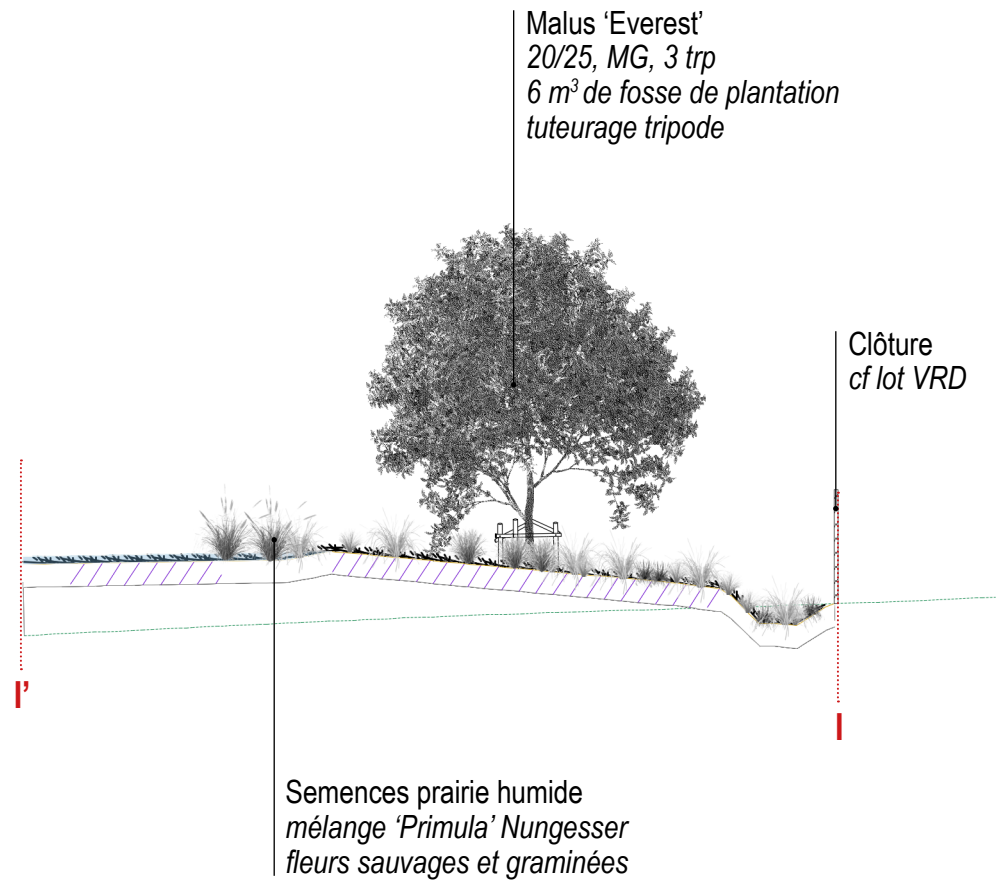 Malus ‘Everest’
20/25, MG, 3 trp
6 m³ de fosse de plantation
tuteurage tripode
Clôture
cf lot VRD
I’
I
Semences prairie humide
mélange ‘Primula’ Nungesser
fleurs sauvages et graminées